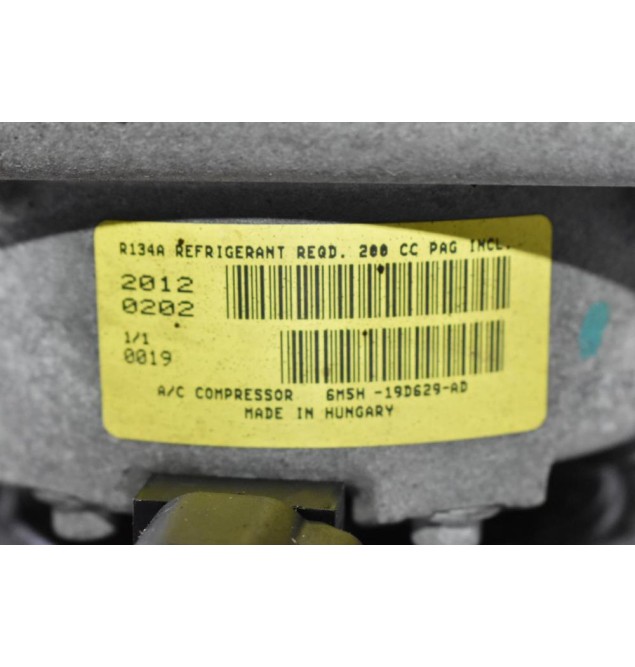 R134A REFRIGERANT REQD. 200 CC PAG INCL.
2012
0202
1/1
0019
A/C COMPRESSOR 6M5H -19D629-AD
MADE IN HUNGARY